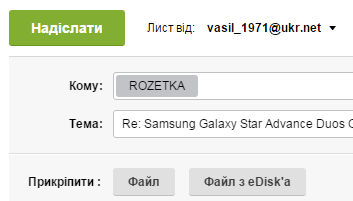 Надіслати Лист від: vasil_1971@ukr.net
Кому: ROZETKA
Тема: Re: Samsung Galaxy Star Advance Duos
Прикріпити : Файл Файл з eDisk'a